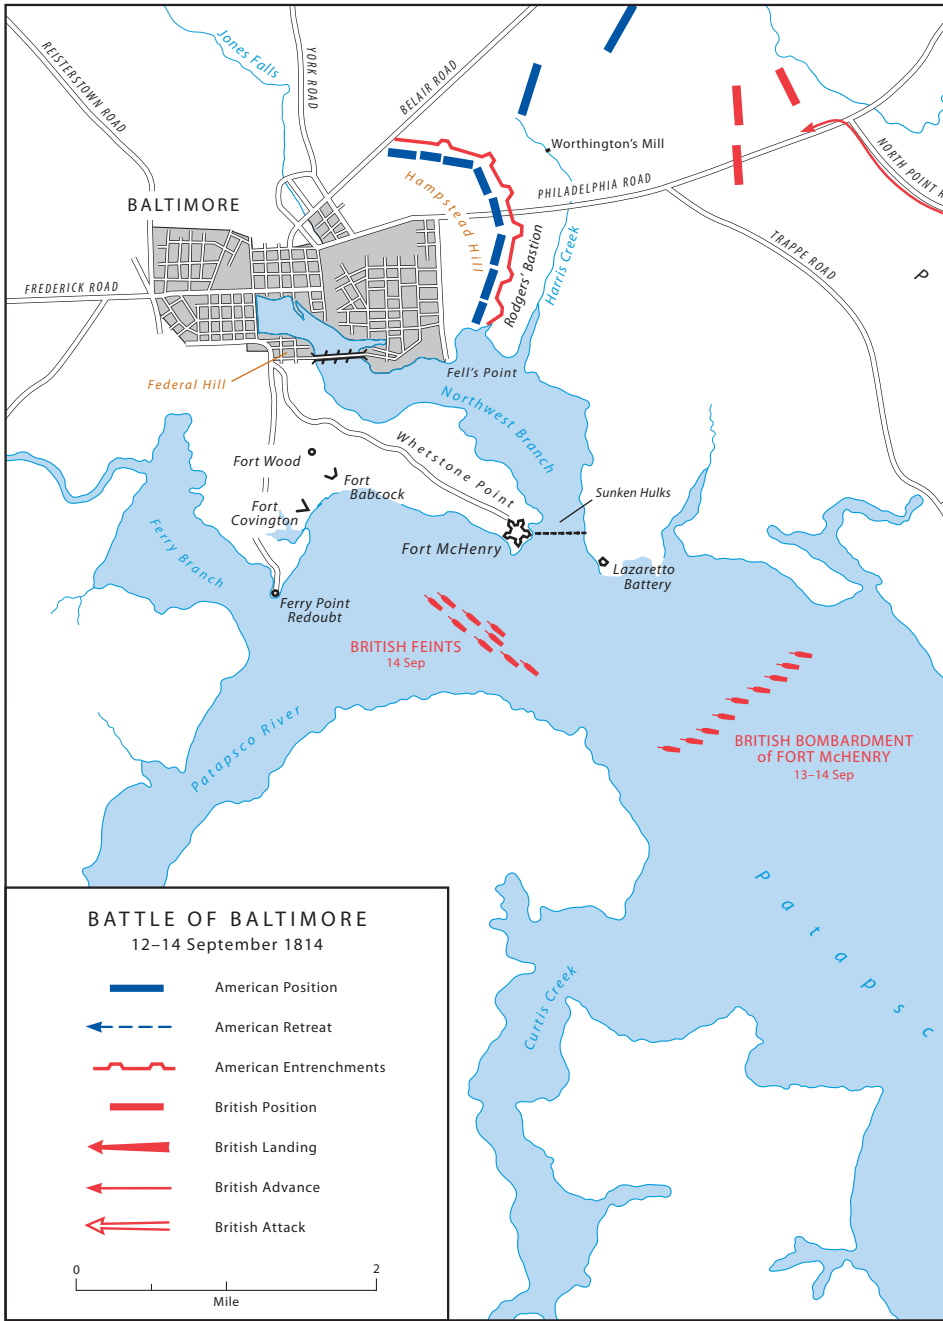 Jones Falls
REISTERSTOWN ROAD
YORK ROAD
BELAIR ROAD
Worthington's Mill
NORTH POINT R
PHILADELPHIA ROAD
Hampstead Hill
BALTIMORE
Rodgers' Bastion
Harris Creek
TRAPPE ROAD
P
FREDERICK ROAD
Federal Hill
Fell's Point
Northwest Branch
Whetstone Point
Fort Wood
Fort
Babcock
Fort
Covington
Sunken Hulks
Fort McHenry
Ferry Branch
Lazaretto
Battery
Ferry Point
Redoubt
BRITISH FEINTS
14 Sep
Patapsco River
BRITISH BOMBARDMENT
of FORT McHENRY
13–14 Sep
Patapsc
Curtis Creek
BATTLE OF BALTIMORE
12–14 September 1814
American Position
American Retreat
American Entrenchments
British Position
British Landing
British Advance
British Attack
0 2
Mile